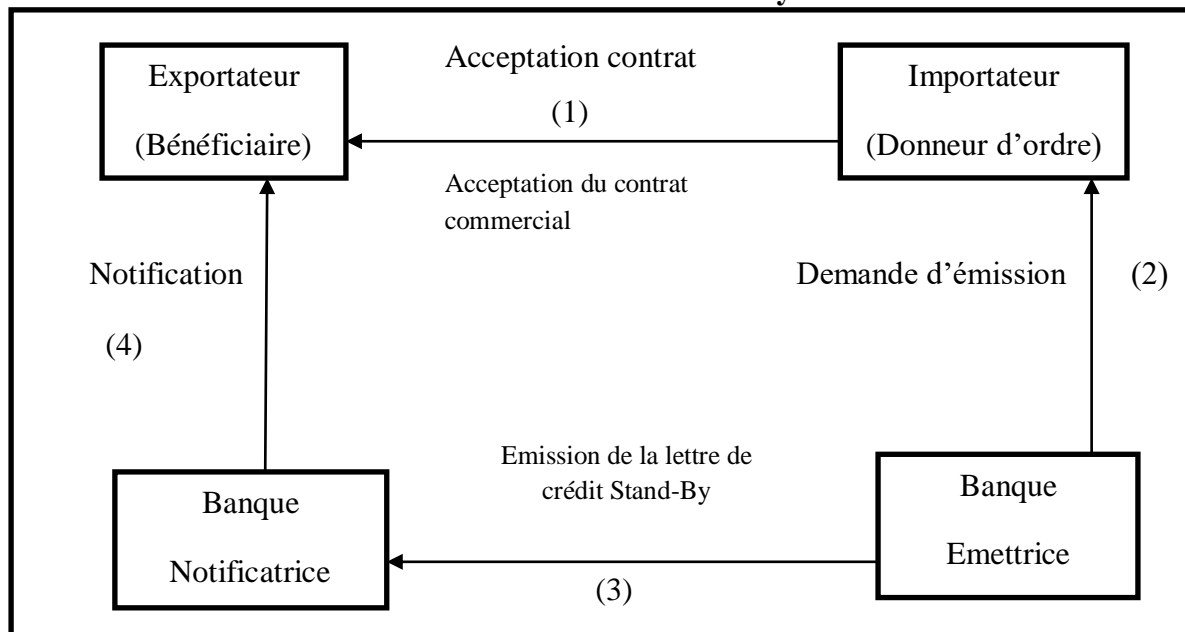 y
Exportateur
(Bénéficiaire)
Acceptation contrat
(1)
Acceptation du contrat
commercial
Importateur
(Donneur d’ordre)
Notification
(4)
Demande d’émission
(2)
Emission de la lettre de
crédit Stand-By
(3)
Banque
Notificatrice
Banque
Emettrice